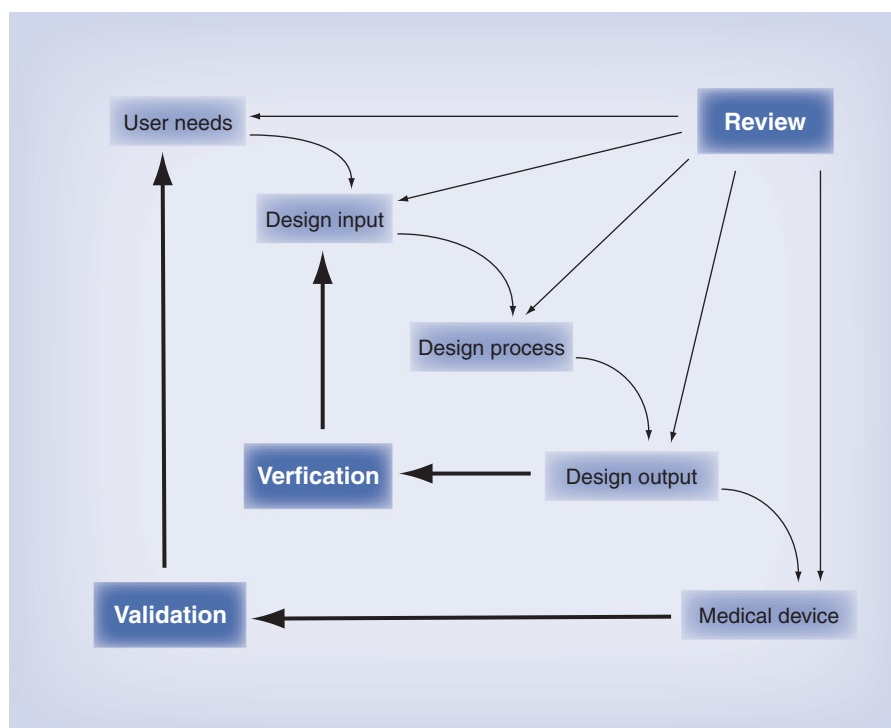 User needs
Review
Design input
Design process
Verfication
Design output
Validation
Medical device